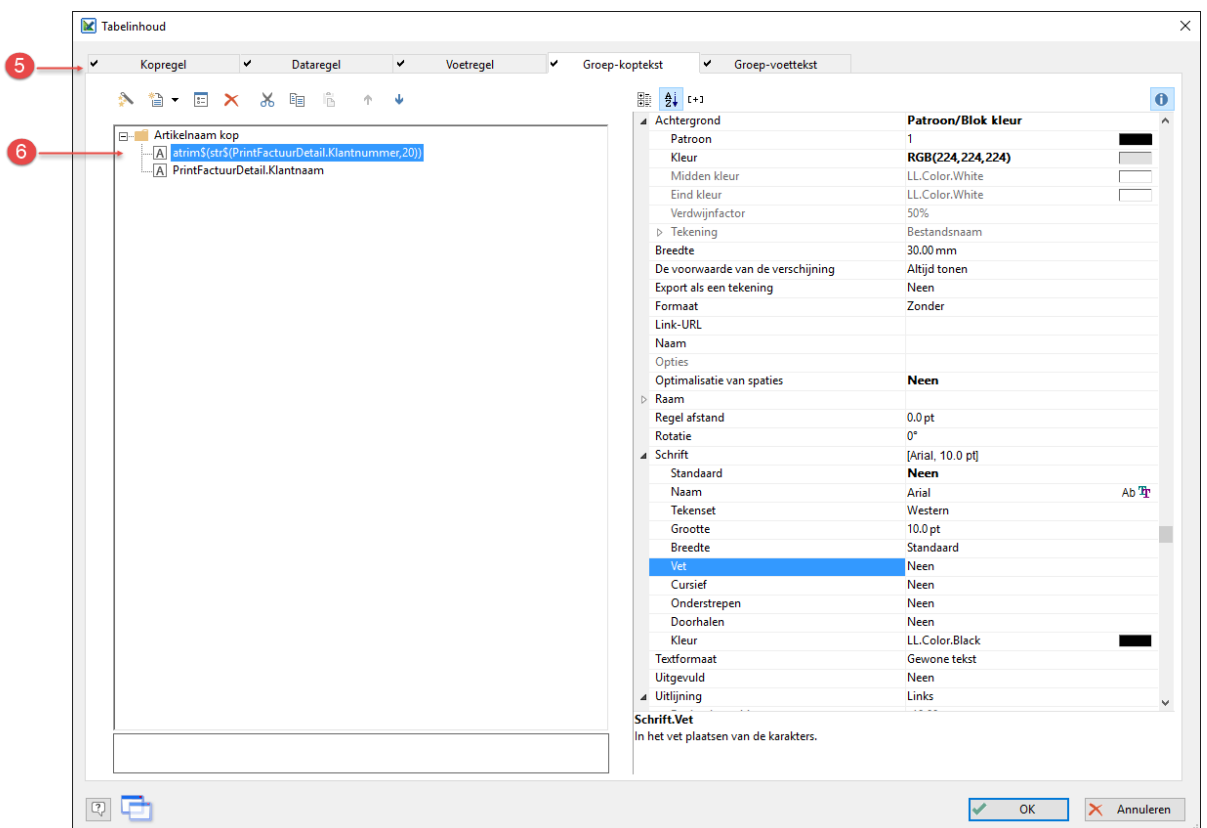 Tabelinhoud
5
Kopregel Dataregel Voetregel Groep-koptekst Groep-voettekst
6
Artikelnaam kop
atrim$(str$(PrintFactuurDetail.Klantnummer,20))
PrintFactuurDetail.Klantnaam
Achtergrond Patroon/Blok kleur
Patroon 1
Kleur RGB(224,224,224)
Midden kleur LL.Color.White
Eind kleur LL.Color.White
Verdwijnfactor 50%
Tekening Bestandsnaam
Breedte 30.00 mm
De voorwaarde van de verschijning Altijd tonen
Export als een tekening Neen
Formaat Zonder
Link-URL
Naam
Opties
Optimalisatie van spaties Neen
Raam
Regel afstand 0.0 pt
Rotatie 0°
Schrift [Arial, 10.0 pt]
Standaard Neen
Naam Arial Ab
Tekenset Western
Grootte 10.0 pt
Breedte Standaard
Vet Neen
Cursief Neen
Onderstrepen Neen
Doorhalen Neen
Kleur LL.Color.Black
Textformaat Gewone tekst
Uitgevuld Neen
Uitlijning Links
Schrift.Vet
In het vet plaatsen van de karakters.
OK Annuleren